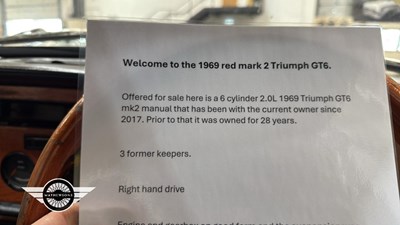 Welcome to the 1969 red mark 2 Triumph GT6.
Offered for sale here is a 6 cylinder 2.0L 1969 Triumph GT6
mk2 manual that has been with the current owner since
2017. Prior to that it was owned for 28 years.
3 former keepers.
Right hand drive
MATHEWSONS